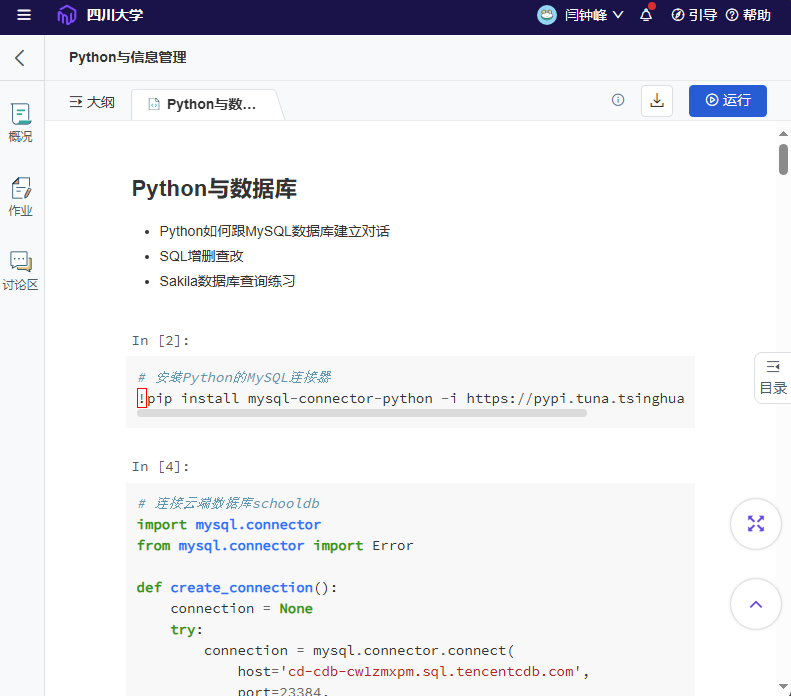 四川大学
闫钟峰
引导
帮助
Python与信息管理
大纲
Python与数...
运行
概况
作业
讨论区
Python与数据库
Python如何跟MySQL数据库建立对话
SQL增删查改
Sakila数据库查询练习
In [2]:
# 安装Python的MySQL连接器
!pip install mysql-connector-python -i https://pypi.tuna.tsinghua
目录
In [4]:
# 连接云端数据库schooldb
import mysql.connector
from mysql.connector import Error
def create_connection():
connection = None
try:
connection = mysql.connector.connect(
host='cd-cdb-cwlzmxpm.sql.tencentcdb.com',
port=23384,